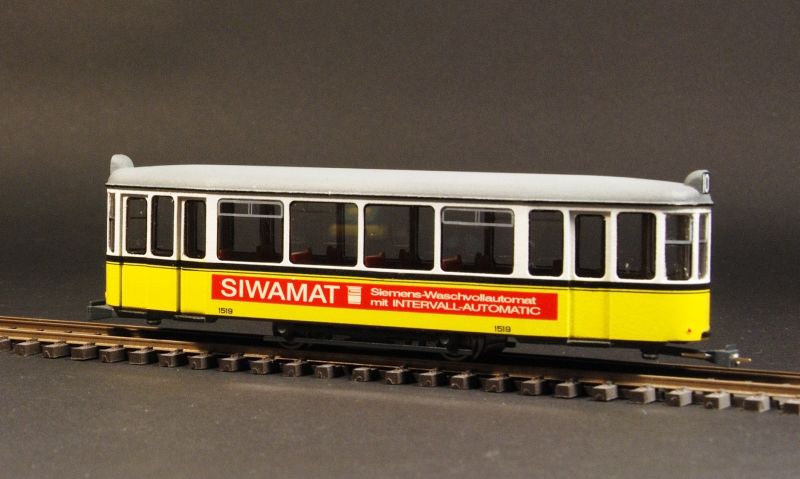 10
SIWAMAT
Siemens-Waschvollautomat
mit INTERVALL-AUTOMATIC
1519
1519